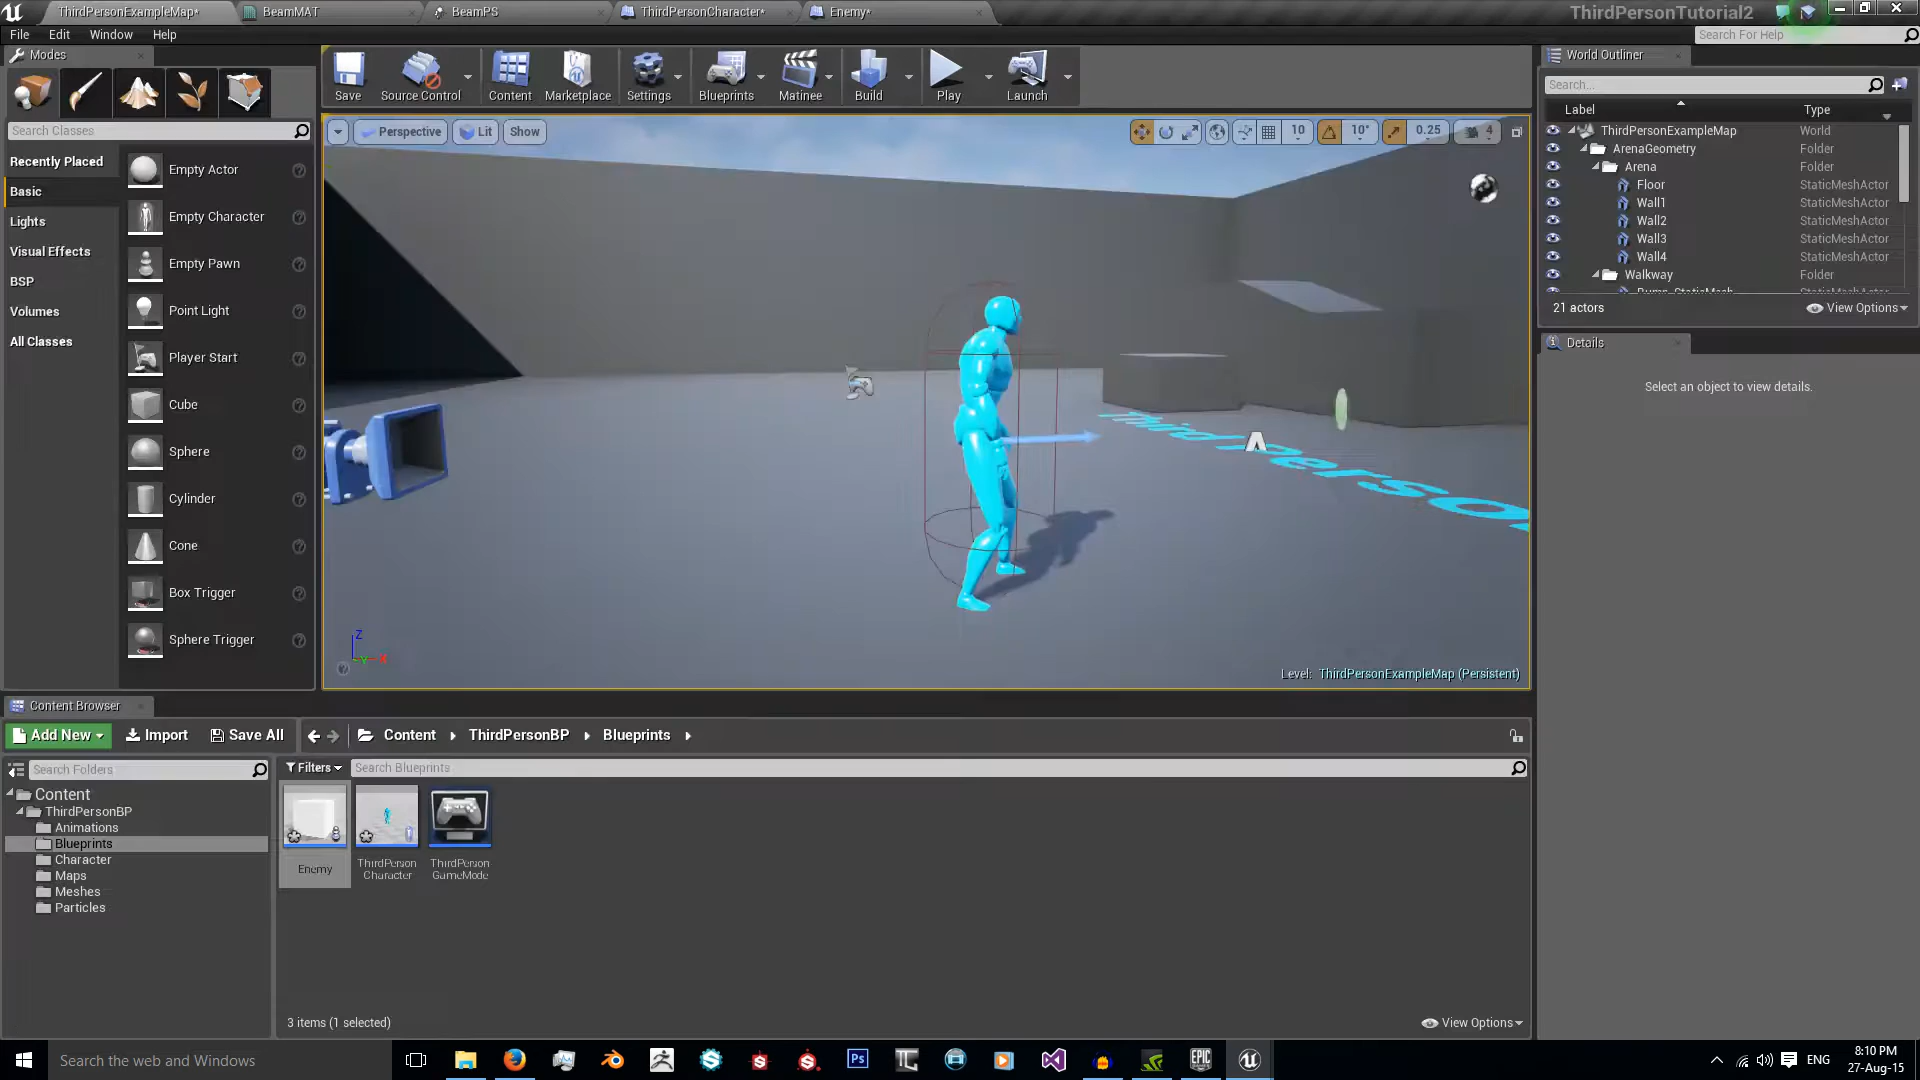 ThirdPersonExampleMap*
BeamMAT
BeamPS
ThirdPersonCharacter*
Enemy*
ThirdPersonTutorial2
File
Edit
Window
Help
Search For Help
Modes
Search Classes
Recently Placed
Basic
Lights
Visual Effects
BSP
Volumes
All Classes
Empty Actor
Empty Character
Empty Pawn
Point Light
Player Start
Cube
Sphere
Cylinder
Cone
Box Trigger
Sphere Trigger
Save
Source Control
Content
Marketplace
Settings
Blueprints
Matinee
Build
Play
Launch
Perspective
Lit
Show
10
10°
0.25
4
Third Perso
Z
Level: ThirdPersonExampleMap (Persistent)
World Outliner
Search...
Label
Type
ThirdPersonExampleMap World
ArenaGeometry Folder
Arena Folder
Floor StaticMeshActor
Wall1 StaticMeshActor
Wall2 StaticMeshActor
Wall3 StaticMeshActor
Wall4 StaticMeshActor
Walkway Folder
21 actors
View Options
Details
Select an object to view details.
Content Browser
Add New
Import
Save All
Content
ThirdPersonBP
Blueprints
Search Folders
Filters
Search Blueprints
Content
ThirdPersonBP
Animations
Blueprints
Character
Maps
Meshes
Particles
Enemy
ThirdPerson
Character
ThirdPerson
GameMode
3 items (1 selected)
View Options
Search the web and Windows
Ps
EPIC
GAMES
ENG
8:10 PM
27-Aug-15